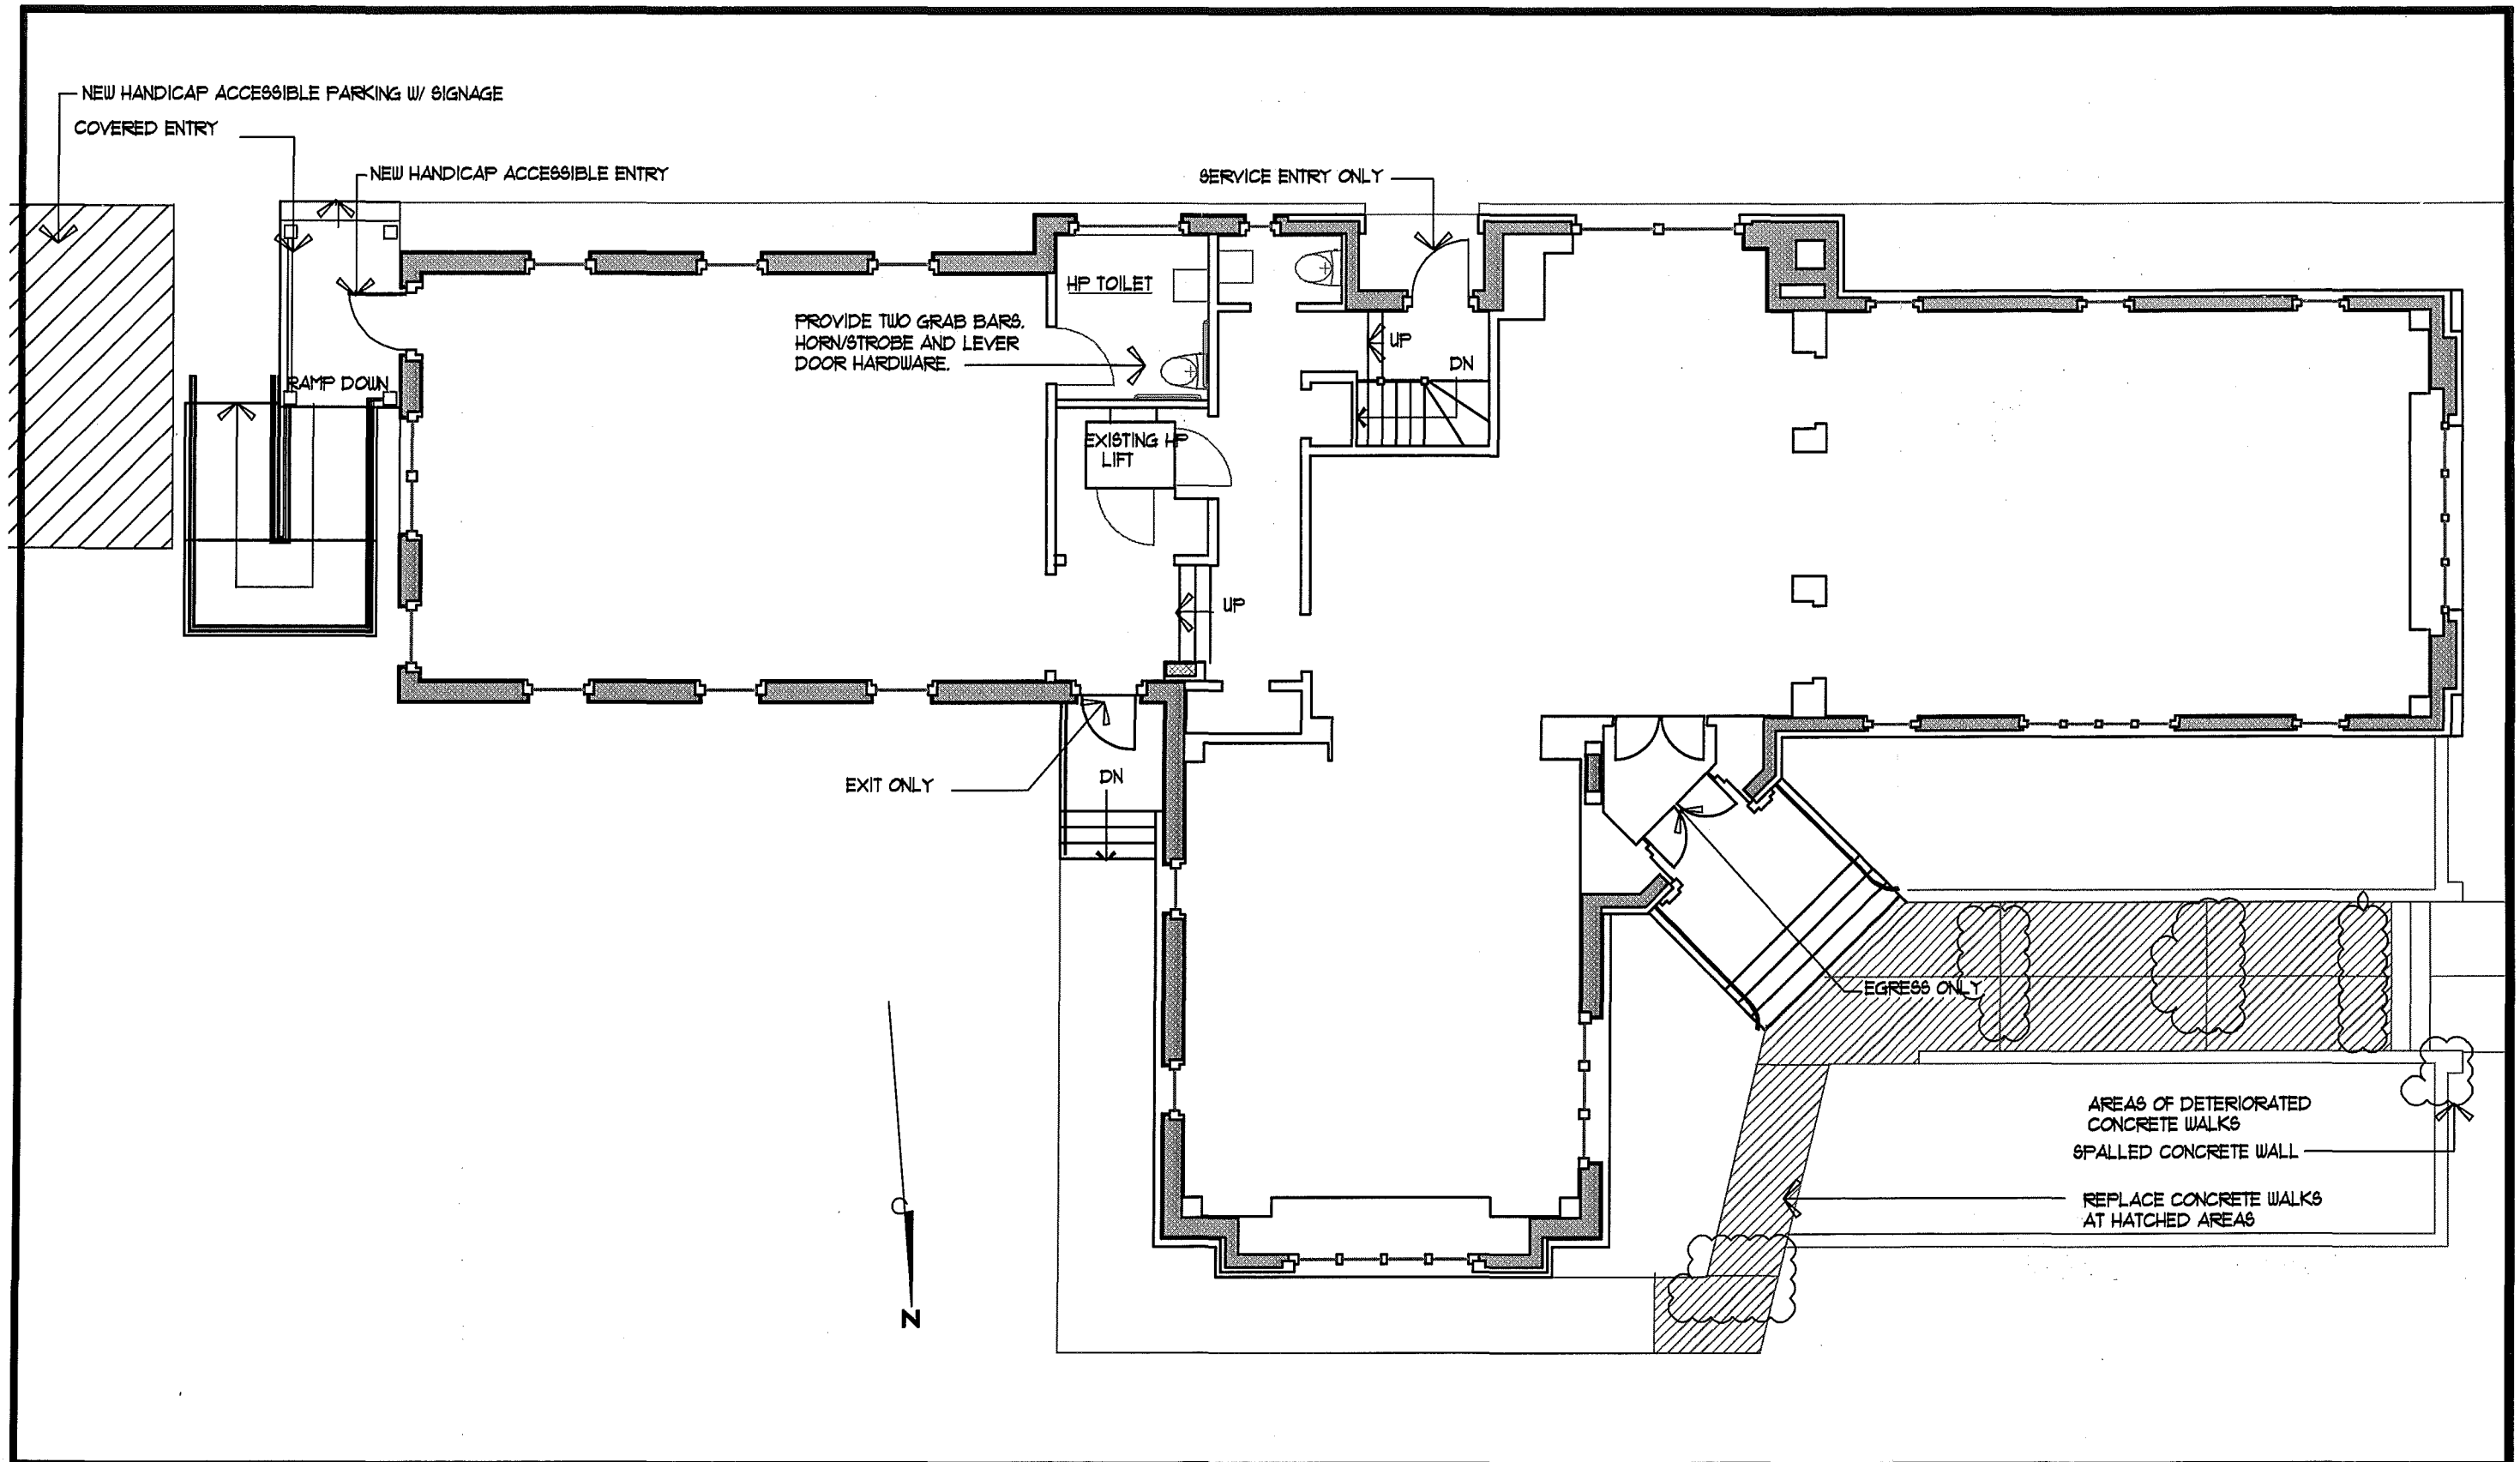 NEW HANDICAP ACCESSIBLE PARKING W/ SIGNAGE
COVERED ENTRY
NEW HANDICAP ACCESSIBLE ENTRY
SERVICE ENTRY ONLY
HP TOILET
PROVIDE TWO GRAB BARS,
HORN/STROBE AND LEVER
DOOR HARDWARE.
UP
DN
RAMP DOWN
EXISTING HP
LIFT
UP
EXIT ONLY
DN
EGRESS ONLY
AREAS OF DETERIORATED
CONCRETE WALKS
SPALLED CONCRETE WALL
REPLACE CONCRETE WALKS
AT HATCHED AREAS
N